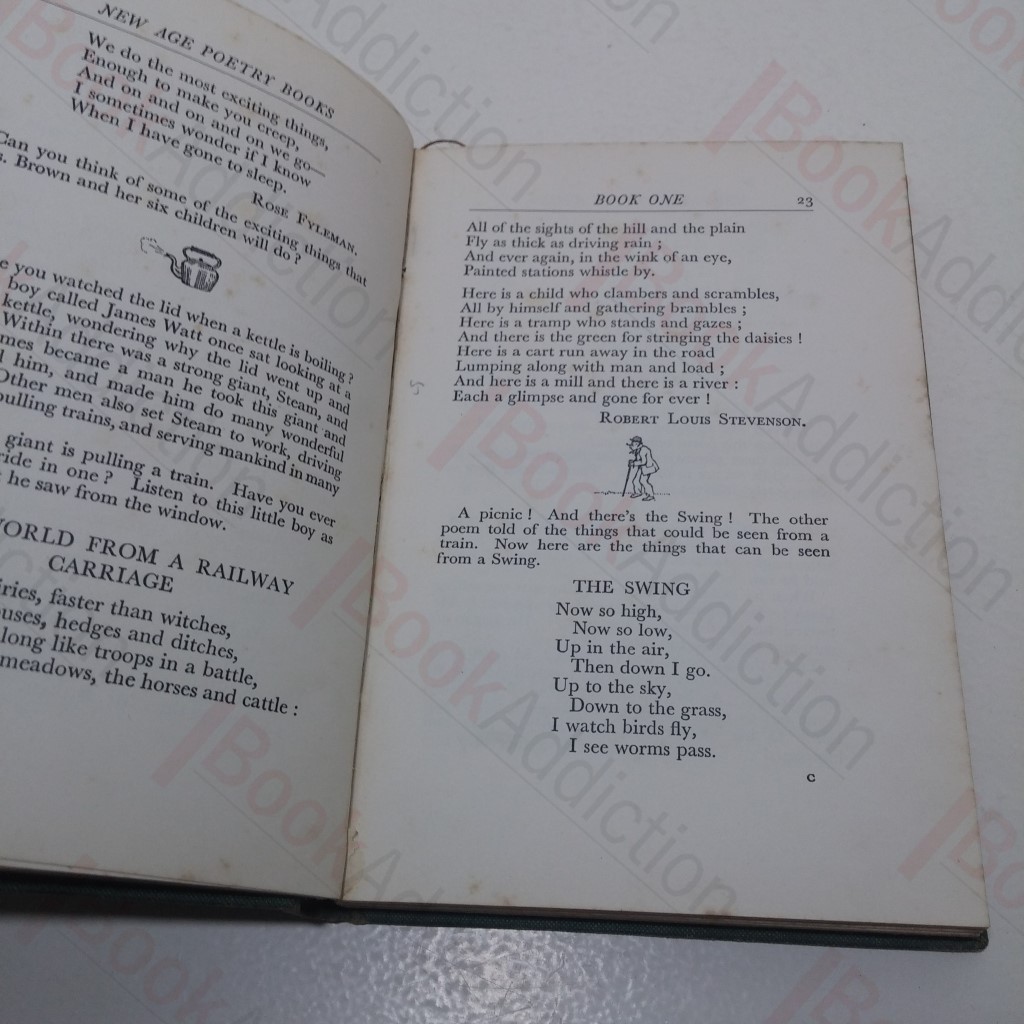 NEW AGE POETRY BOOKS
We do the most exciting things,
Enough to make you creep,
And on and on and on we go—
I sometimes wonder if I know
When I have gone to sleep.
ROSE FYLEMAN.
Can you think of some of the exciting things that
Brown and her six children will do?
you watched the lid when a kettle is boiling?
boy called James Watt once sat looking at a
kettle, wondering why the lid went up and
Within there was a strong giant, Steam, and
became a man he took this giant and
him, and made him do many wonderful
Other men also set Steam to work, driving
pulling trains, and serving mankind in many
giant is pulling a train. Have you ever
in one? Listen to this little boy as
he saw from the window.
FROM A RAILWAY
CARRIAGE
faster than witches,
hedges and ditches,
along like troops in a battle,
meadows, the horses and cattle :
BOOK ONE 23
All of the sights of the hill and the plain
Fly as thick as driving rain ;
And ever again, in the wink of an eye,
Painted stations whistle by.
Here is a child who clambers and scrambles,
All by himself and gathering brambles ;
Here is a tramp who stands and gazes ;
And there is the green for stringing the daisies !
Here is a cart run away in the road
Lumping along with man and load ;
And here is a mill and there is a river :
Each a glimpse and gone for ever !
ROBERT LOUIS STEVENSON.
A picnic ! And there's the Swing ! The other
poem told of the things that could be seen from a
train. Now here are the things that can be seen
from a Swing.
THE SWING
Now so high,
Now so low,
Up in the air,
Then down I go.
Up to the sky,
Down to the grass,
I watch birds fly,
I see worms pass.
C
BookAddiction